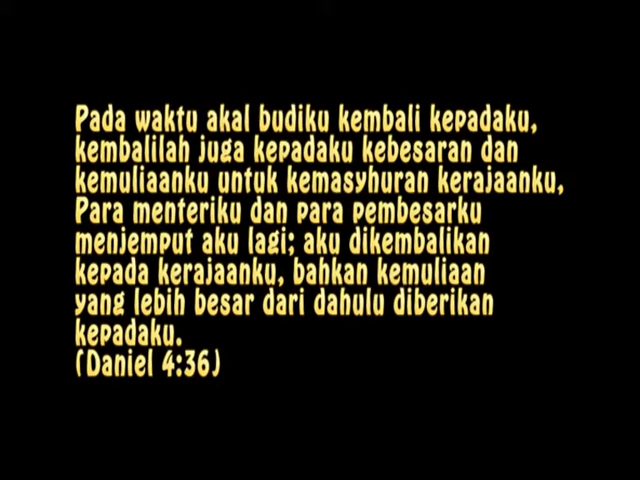 Pada waktu akal budiku kembali kepadaku,
kembalilah juga kepadaku kebesaran dan
kemuliaanku untuk kemasyhuran kerajaanku,
Para menteriku dan para pembesarku
menjemput aku lagi; aku dikembalikan
kepada kerajaanku, bahkan kemuliaan
yang lebih besar dari dahulu diberikan
kepadaku.
(Daniel 4:36)